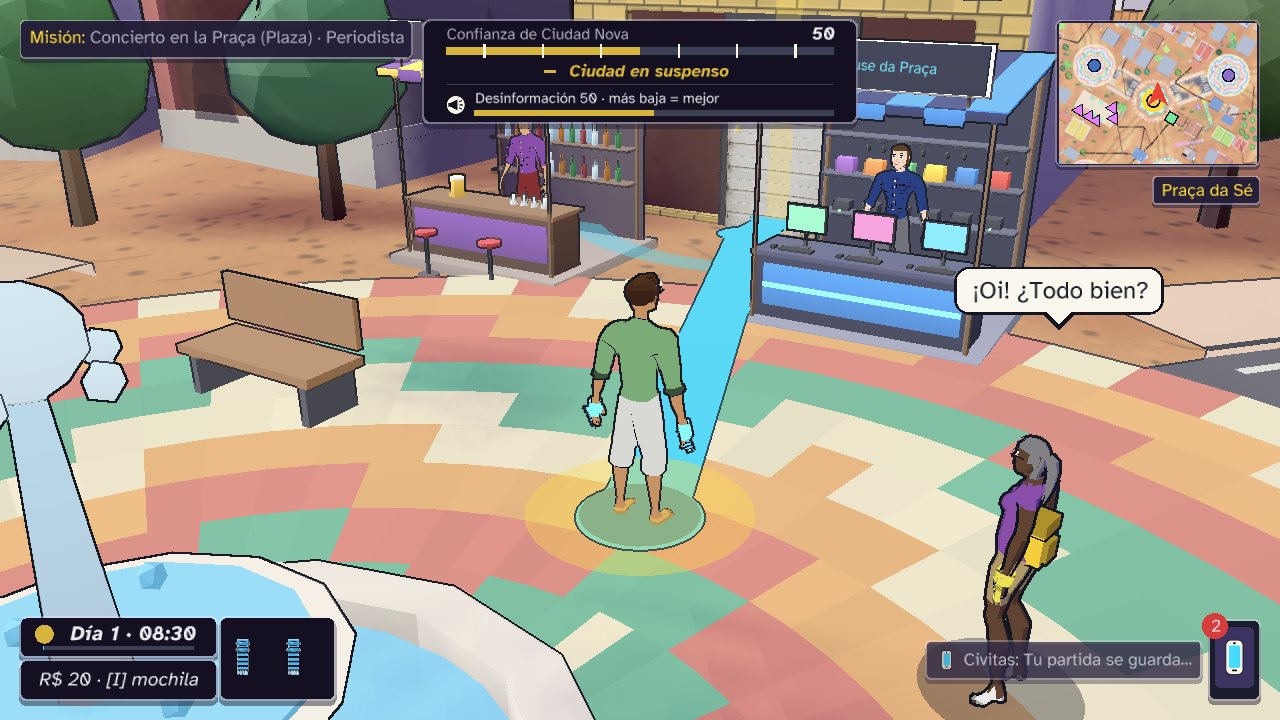 Misión: Concierto en la Praça (Plaza) · Periodista
Confianza de Ciudad Nova 50
– Ciudad en suspenso
Desinformación 50 · más baja = mejor
da Praça
Praça da Sé
¡Oi! ¿Todo bien?
Día 1 · 08:30
R$ 20 · [I] mochila
Civitas: Tu partida se guarda...
2